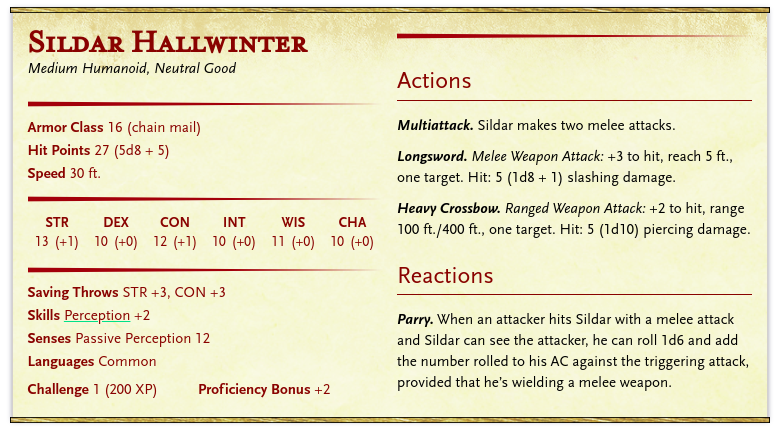 Sildar Hallwinter
Medium Humanoid, Neutral Good
Armor Class 16 (chain mail)
Hit Points 27 (5d8 + 5)
Speed 30 ft.
STR DEX CON INT WIS CHA
13 (+1) 10 (+0) 12 (+1) 10 (+0) 11 (+0) 10 (+0)
Saving Throws STR +3, CON +3
Skills Perception +2
Senses Passive Perception 12
Languages Common
Challenge 1 (200 XP) Proficiency Bonus +2
Actions
Multiattack. Sildar makes two melee attacks.
Longsword. Melee Weapon Attack: +3 to hit, reach 5 ft.,
one target. Hit: 5 (1d8 + 1) slashing damage.
Heavy Crossbow. Ranged Weapon Attack: +2 to hit, range
100 ft./400 ft., one target. Hit: 5 (1d10) piercing damage.
Reactions
Parry. When an attacker hits Sildar with a melee attack
and Sildar can see the attacker, he can roll 1d6 and add
the number rolled to his AC against the triggering attack,
provided that he's wielding a melee weapon.